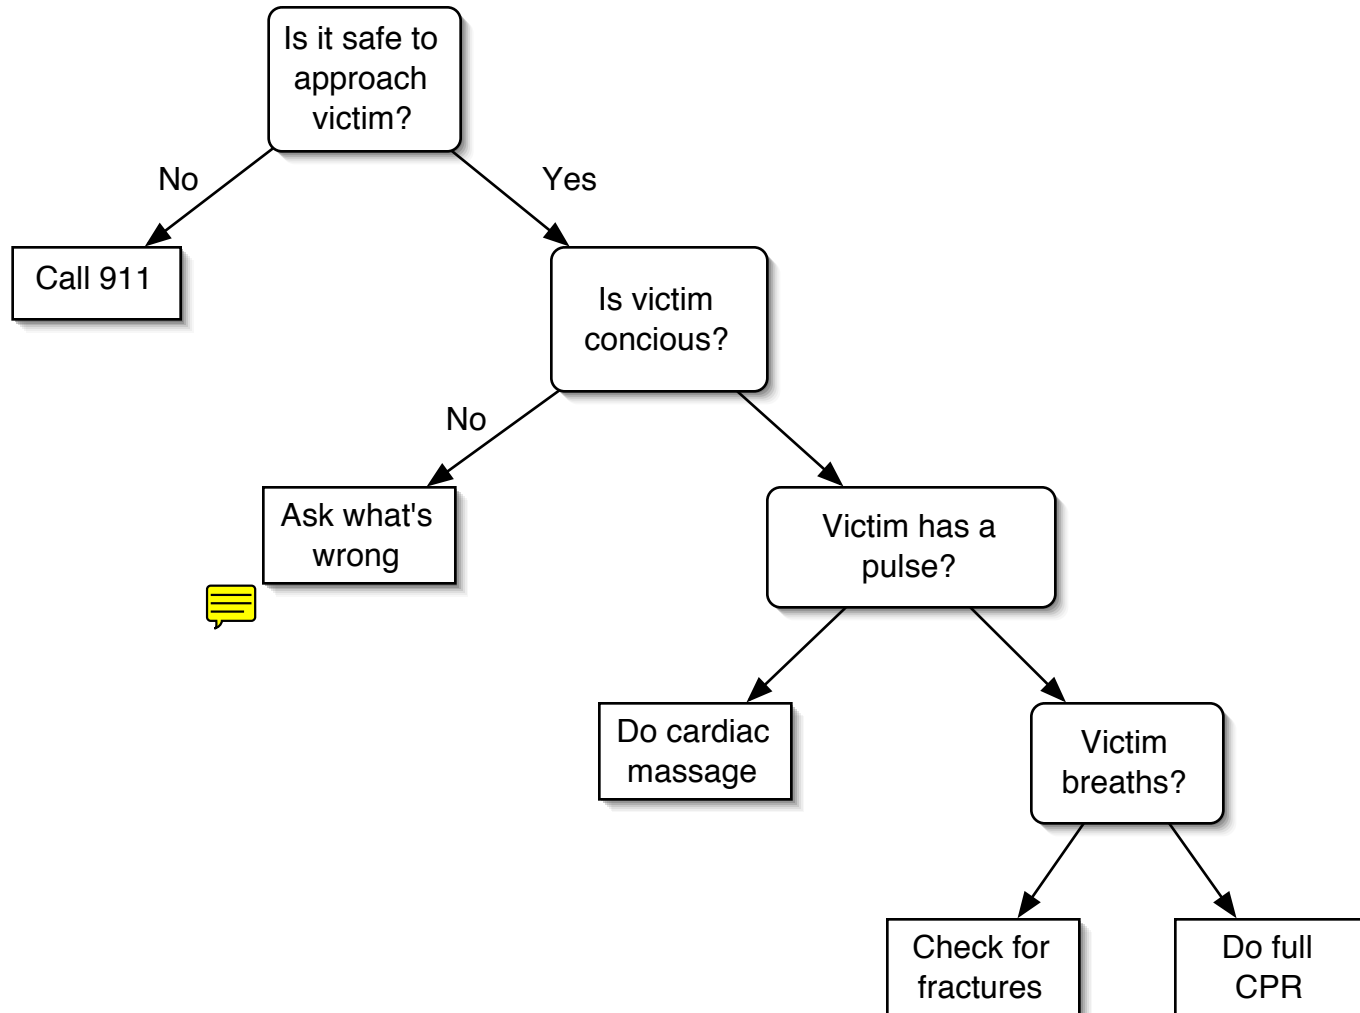 Is it safe to
approach
victim?
No
Yes
Call 911
Is victim
concious?
No
Ask what's
wrong
Victim has a
pulse?
Do cardiac
massage
Victim
breaths?
Check for
fractures
Do full
CPR